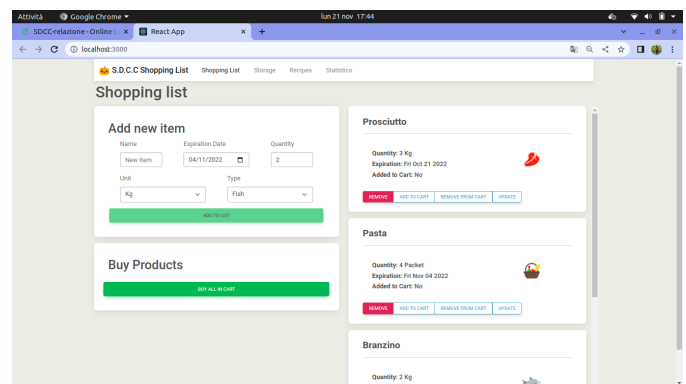 Attività Google Chrome lun 21 nov 17:44
SDCC-relazione - Online L React App
localhost:3000
S.D.C.C Shopping List Shopping List Storage Recipes Statistics
Shopping list
Add new item
Name Expiration Date Quantity
New Item 04/11/2022 2
Unit Type
Kg Fish
ADD TO LIST
Buy Products
BUY ALL IN CART
Prosciutto
Quantity: 3 Kg
Expiration: Fri Oct 21 2022
Added to Cart: No
REMOVE ADD TO CART REMOVE FROM CART UPDATE
Pasta
Quantity: 4 Packet
Expiration: Fri Nov 04 2022
Added to Cart: No
REMOVE ADD TO CART REMOVE FROM CART UPDATE
Branzino
Quantity: 2 Kg